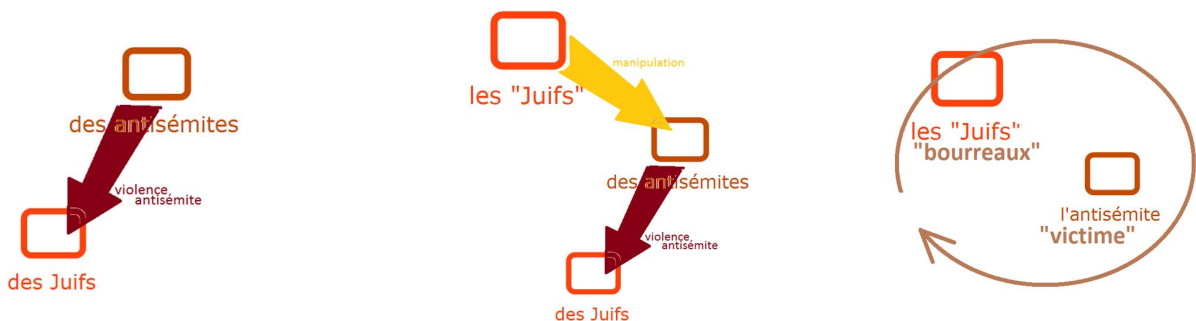 des antisémites
violence
antisémite
des Juifs
manipulation
les "Juifs"
des antisémites
violence
antisémite
des Juifs
les "Juifs"
"bourreaux"
l'antisémite
"victime"